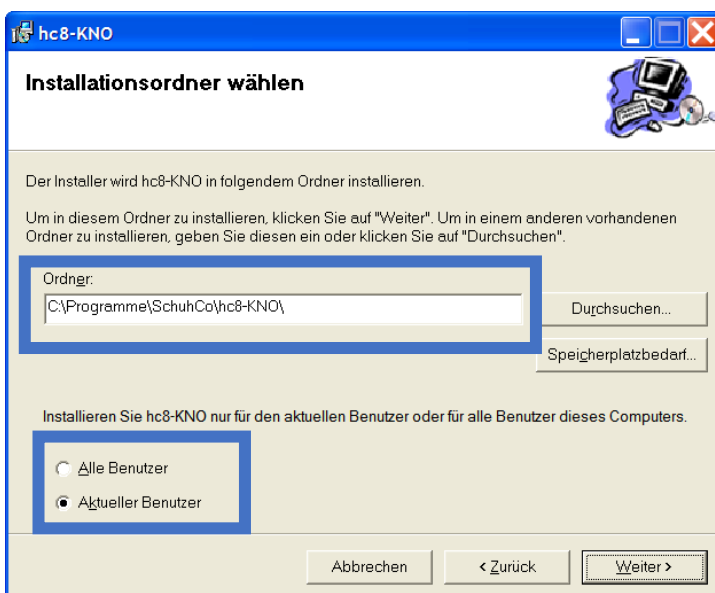 hc8-KNO
Installationsordner wählen
Der Installer wird hc8-KNO in folgendem Ordner installieren.
Um in diesem Ordner zu installieren, klicken Sie auf "Weiter". Um in einem anderen vorhandenen
Ordner zu installieren, geben Sie diesen ein oder klicken Sie auf "Durchsuchen".
Ordner:
C:\Programme\SchuhCo\hc8-KNO\
Durchsuchen...
Speicherplatzbedarf...
Installieren Sie hc8-KNO nur für den aktuellen Benutzer oder für alle Benutzer dieses Computers.
Alle Benutzer
Aktueller Benutzer
Abbrechen
< Zurück
Weiter >